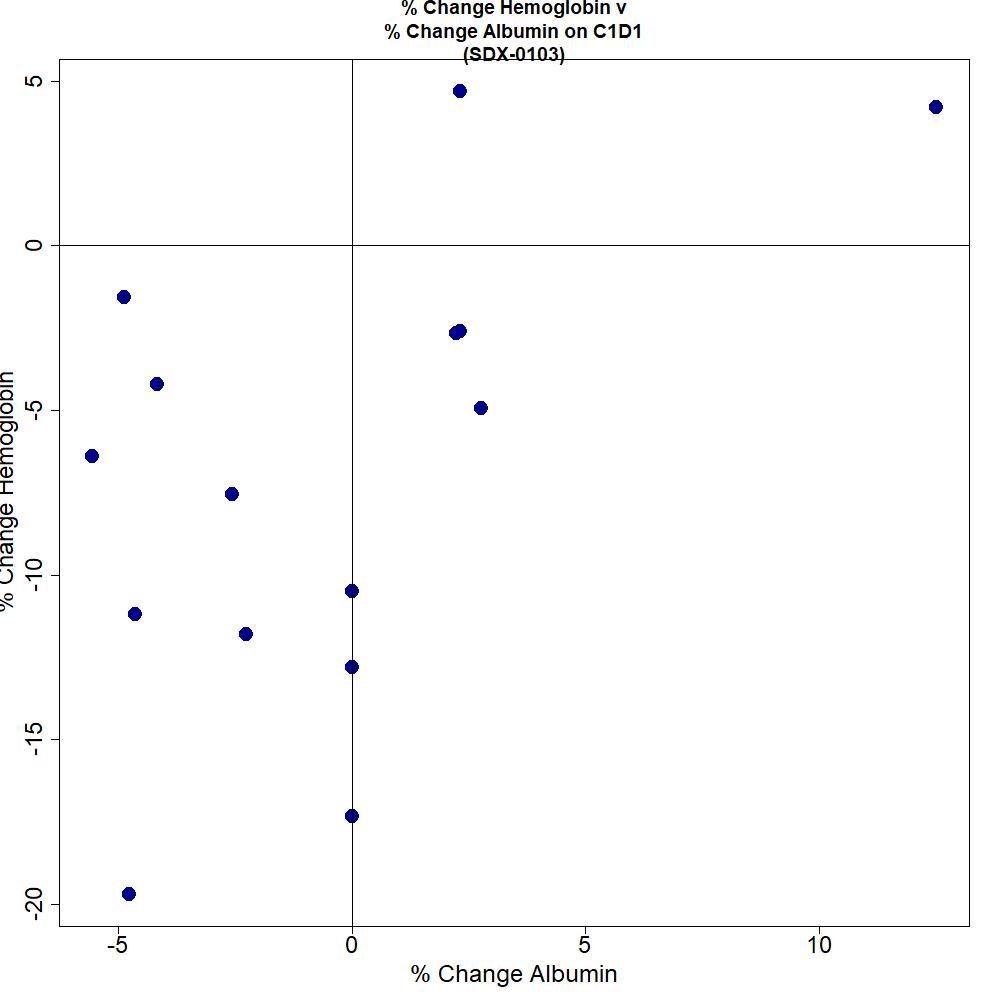 % Change Hemoglobin v
% Change Albumin on C1D1
(SDX-0103)
5
0
-5
-10
-15
-20
% Change Hemoglobin
-5
0
5
10
% Change Albumin